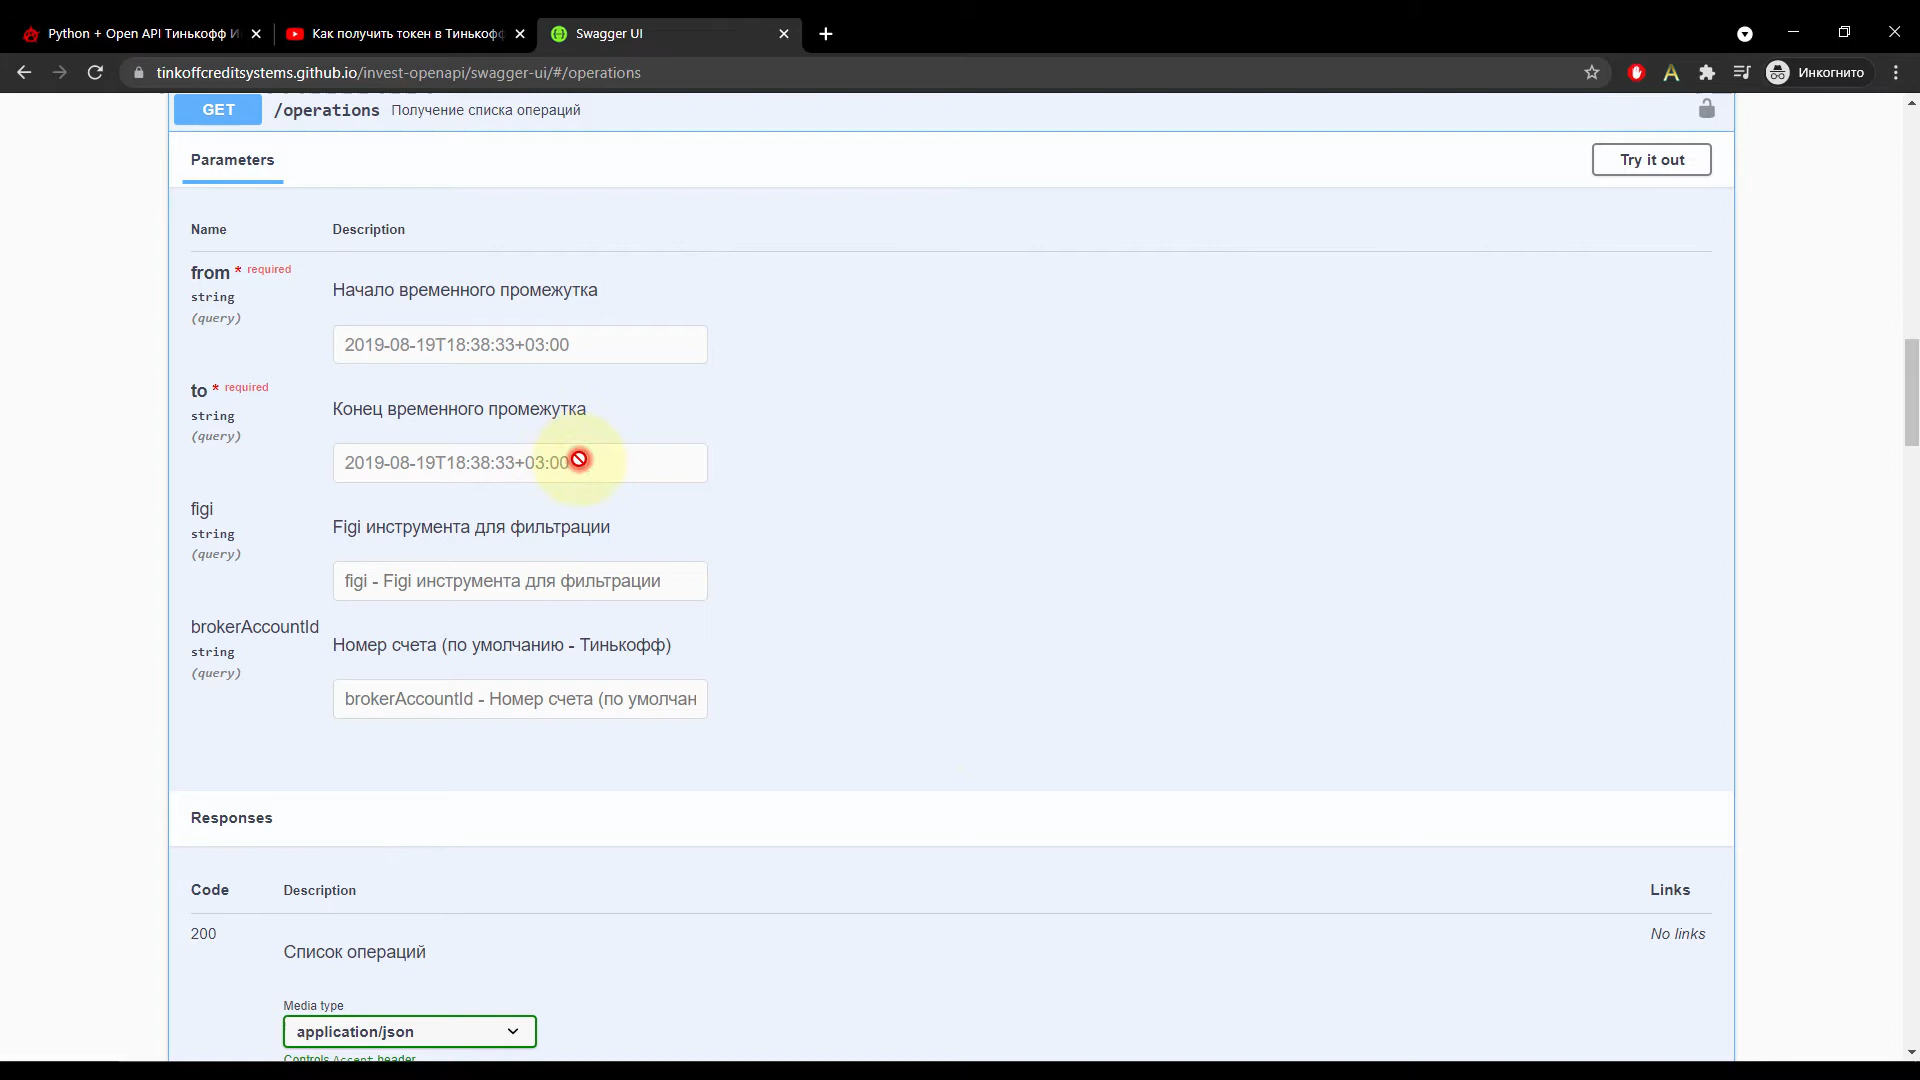 Python + Open API Тинькофф И
Как получить токен в Тинькофф
Swagger UI
tinkoffcreditsystems.github.io/invest-openapi/swagger-ui/#/operations
Инкогнито
GET /operations Получение списка операций
Parameters
Try it out
Name Description
from * required
string
(query)
Начало временного промежутка
2019-08-19T18:38:33+03:00
to * required
string
(query)
Конец временного промежутка
2019-08-19T18:38:33+03:00
figi
string
(query)
Figi инструмента для фильтрации
figi - Figi инструмента для фильтрации
brokerAccountId
string
(query)
Номер счета (по умолчанию - Тинькофф)
brokerAccountId - Номер счета (по умолчан
Responses
Code Description Links
200
Список операций
No links
Media type
application/json
Controls Accept header